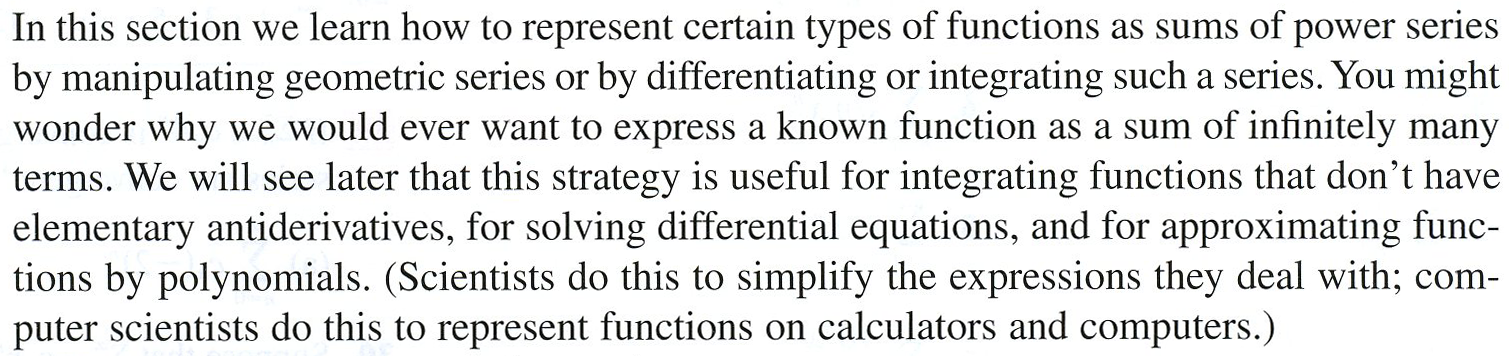 In this section we learn how to represent certain types of functions as sums of power series
by manipulating geometric series or by differentiating or integrating such a series. You might
wonder why we would ever want to express a known function as a sum of infinitely many
terms. We will see later that this strategy is useful for integrating functions that don’t have
elementary antiderivatives, for solving differential equations, and for approximating func-
tions by polynomials. (Scientists do this to simplify the expressions they deal with; com-
puter scientists do this to represent functions on calculators and computers.)